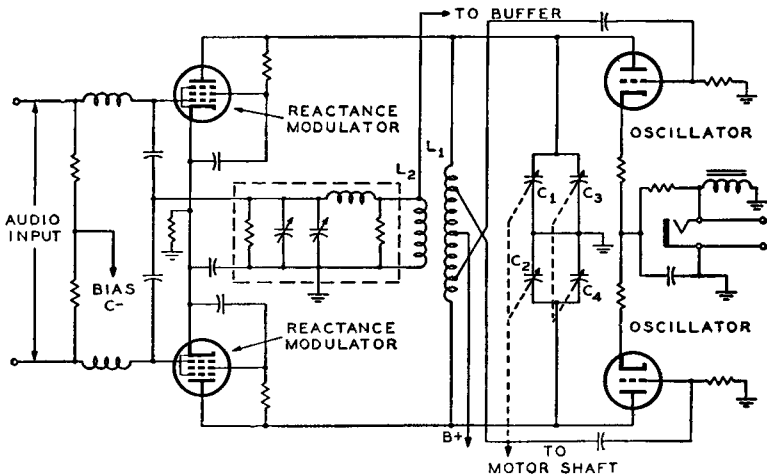 TO BUFFER
REACTANCE
MODULATOR
OSCILLATOR
L2
L1
C1
C3
AUDIO
INPUT
BIAS
C-
C2
C4
REACTANCE
MODULATOR
OSCILLATOR
B+
TO
MOTOR SHAFT